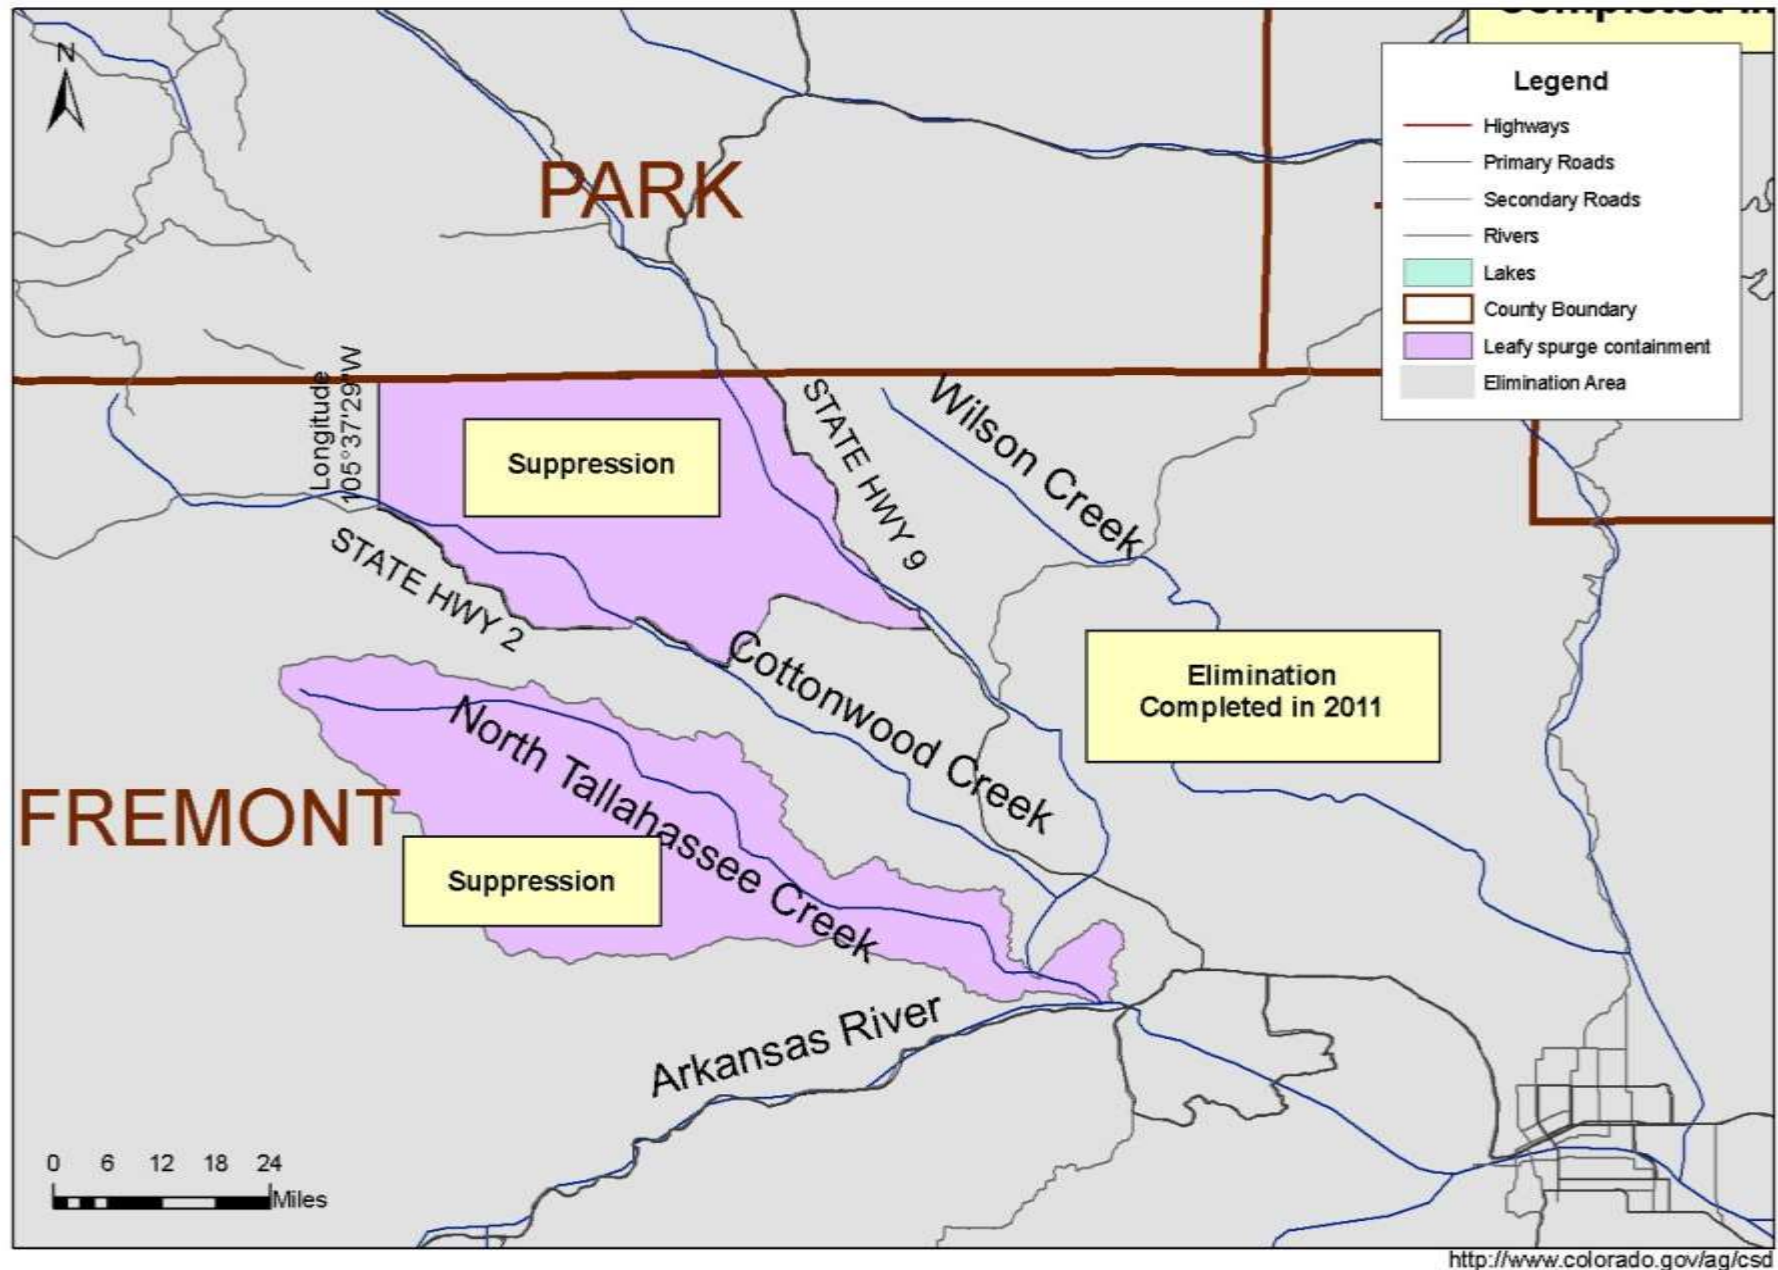 Completed in
N
Legend
Highways
Primary Roads
Secondary Roads
Rivers
Lakes
County Boundary
Leafy spurge containment
Elimination Area
PARK
Longitude
105°37'29"W
Suppression
STATE HWY 9
Wilson Creek
STATE HWY 2
Cottonwood Creek
Elimination
Completed in 2011
North Tallahassee Creek
FREMONT
Suppression
Arkansas River
0 6 12 18 24
Miles
http://www.colorado.gov/ag/csd